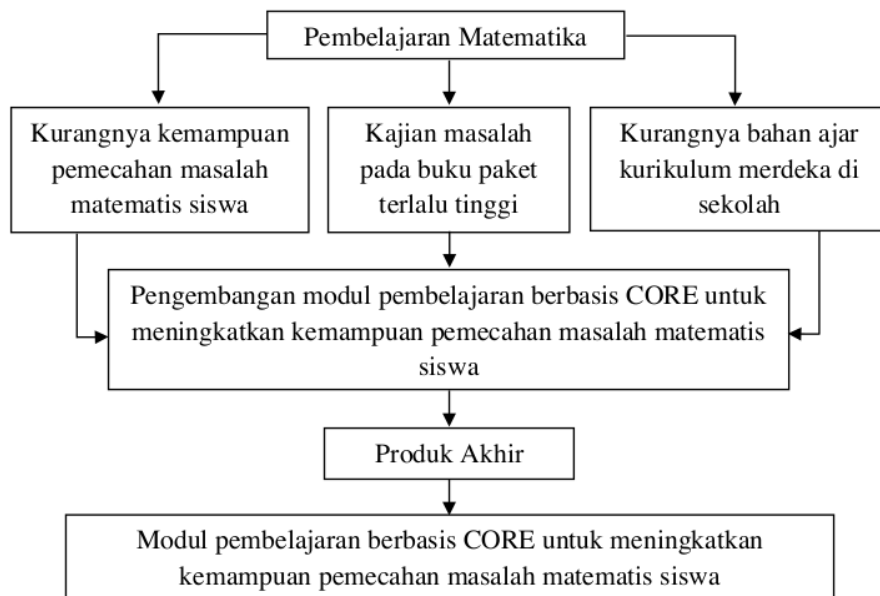 Pembelajaran Matematika
Kurangnya kemampuan
pemecahan masalah
matematis siswa
Kajian masalah
pada buku paket
terlalu tinggi
Kurangnya bahan ajar
kurikulum merdeka di
sekolah
Pengembangan modul pembelajaran berbasis CORE untuk
meningkatkan kemampuan pemecahan masalah matematis
siswa
Produk Akhir
Modul pembelajaran berbasis CORE untuk meningkatkan
kemampuan pemecahan masalah matematis siswa